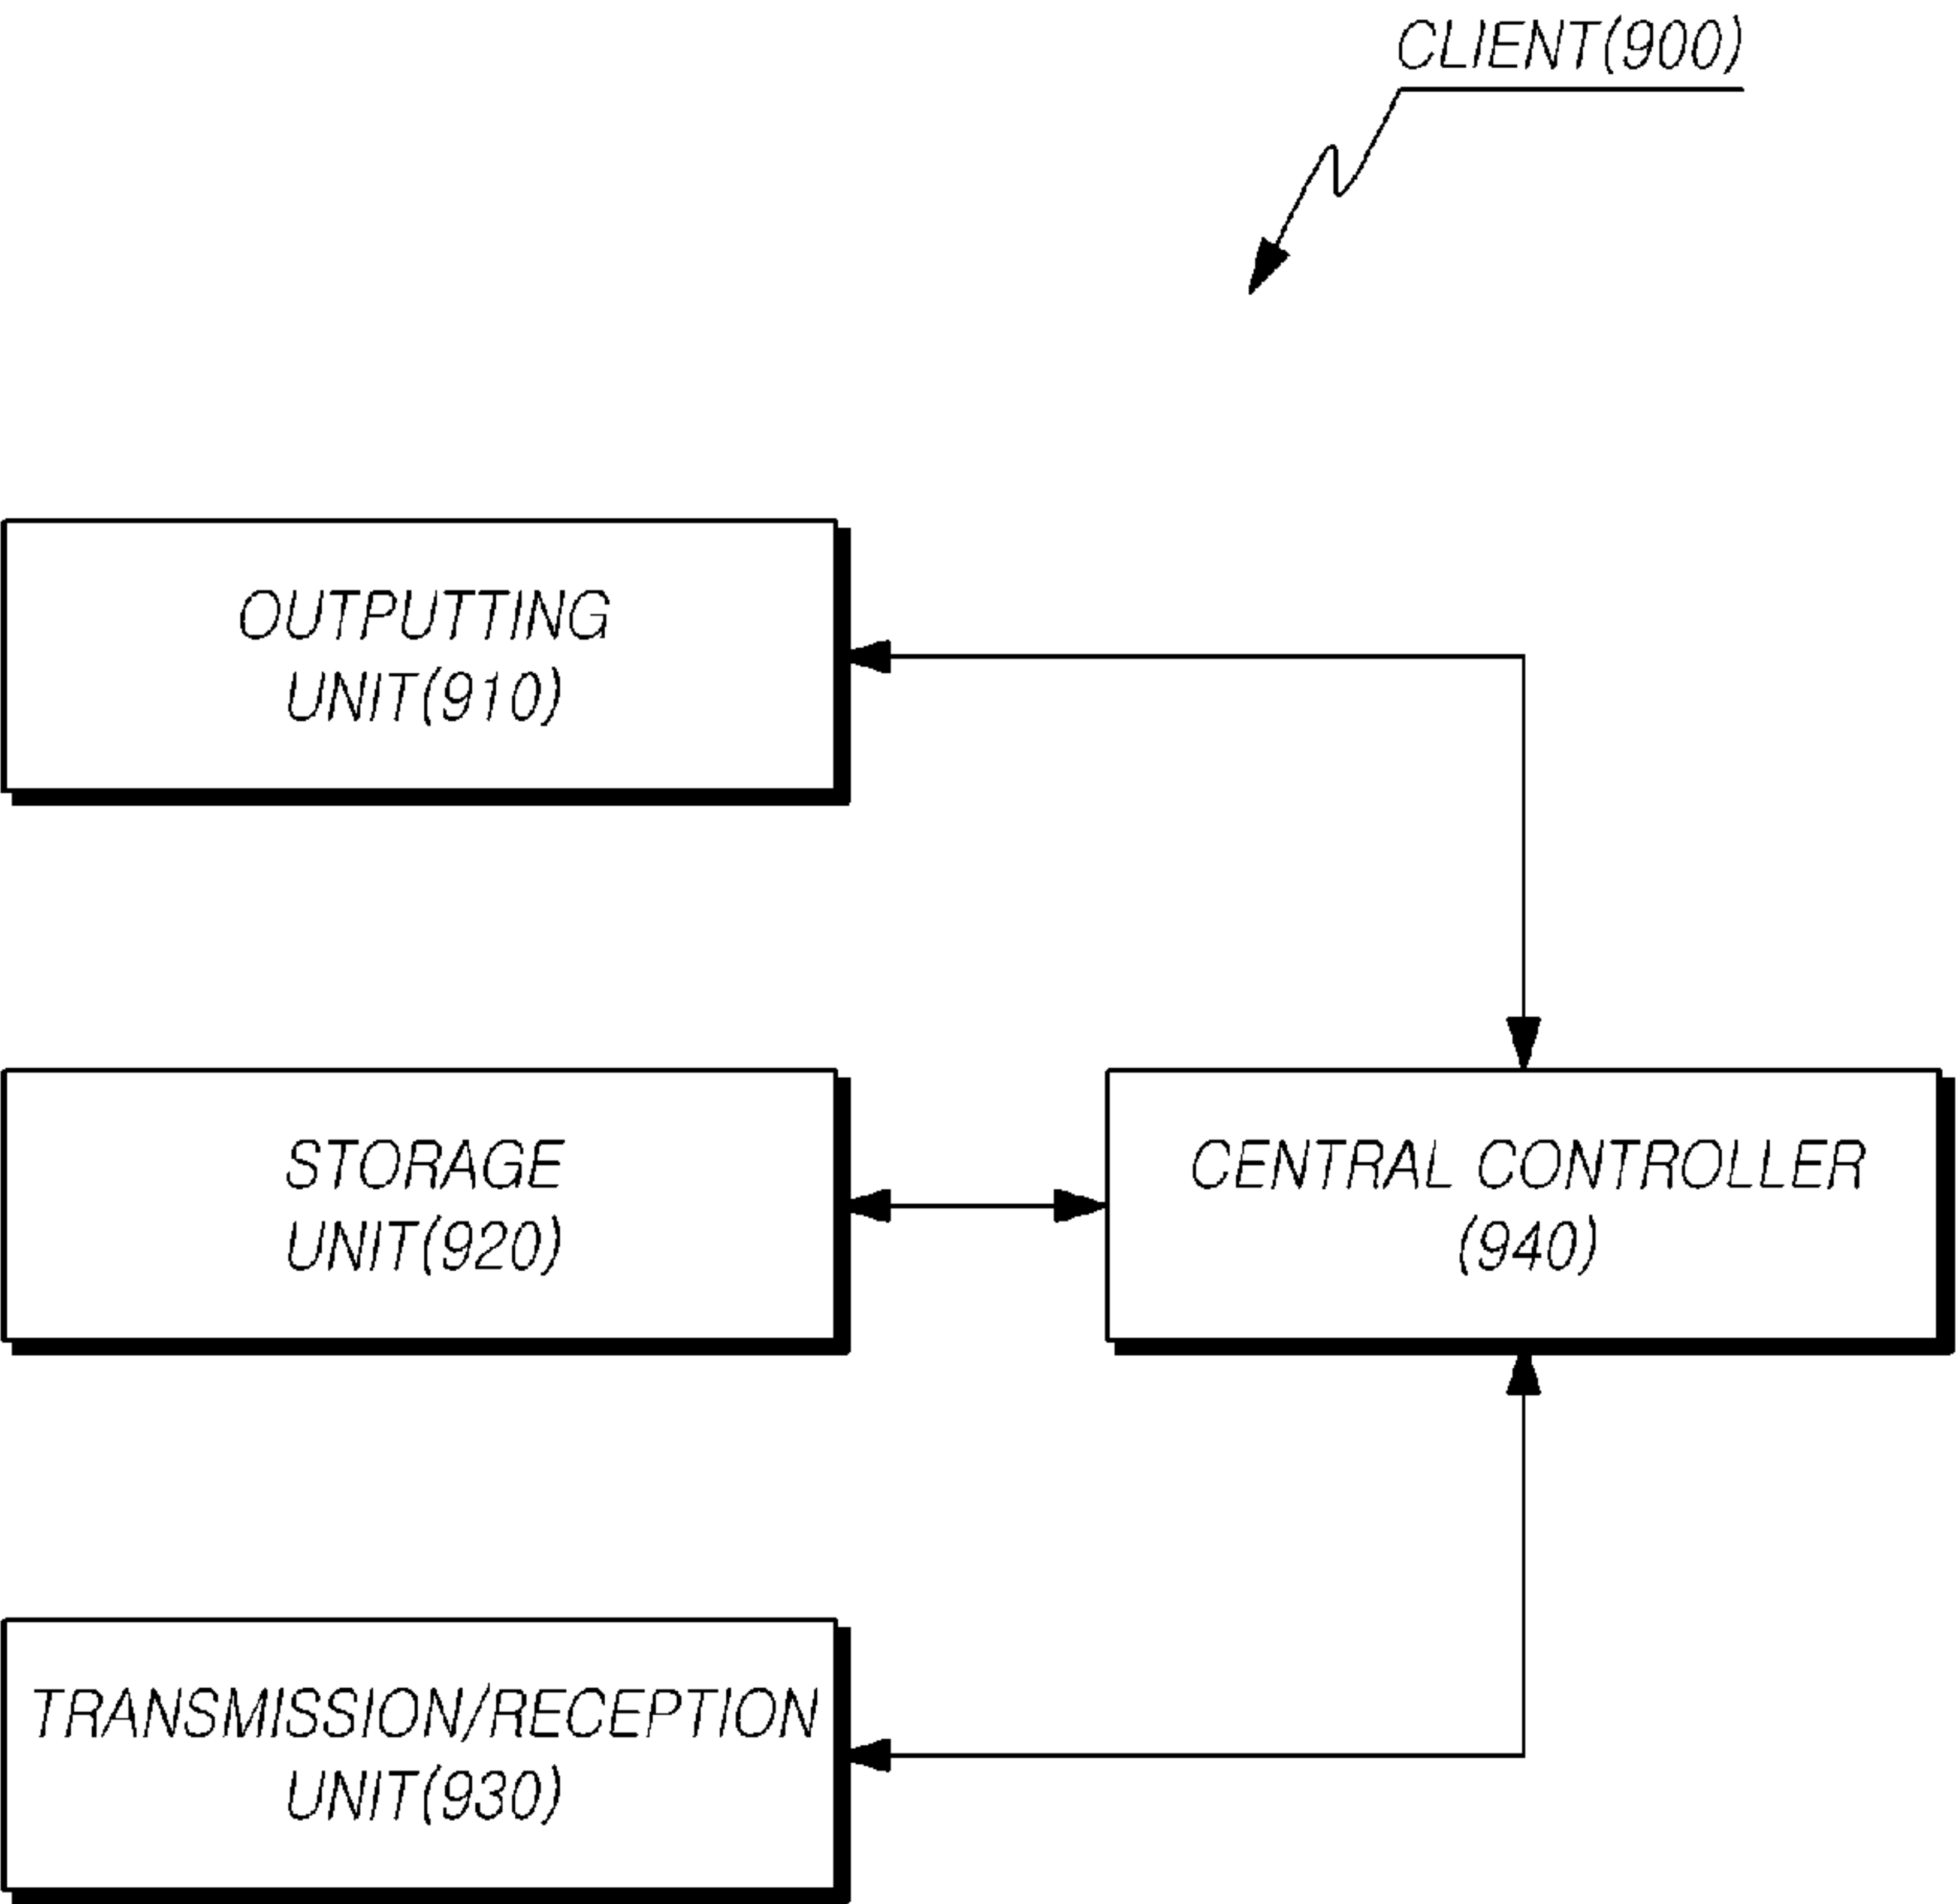 CLIENT(900)
OUTPUTTING
UNIT(910)
STORAGE
UNIT(920)
CENTRAL CONTROLLER
(940)
TRANSMISSION/RECEPTION
UNIT(930)